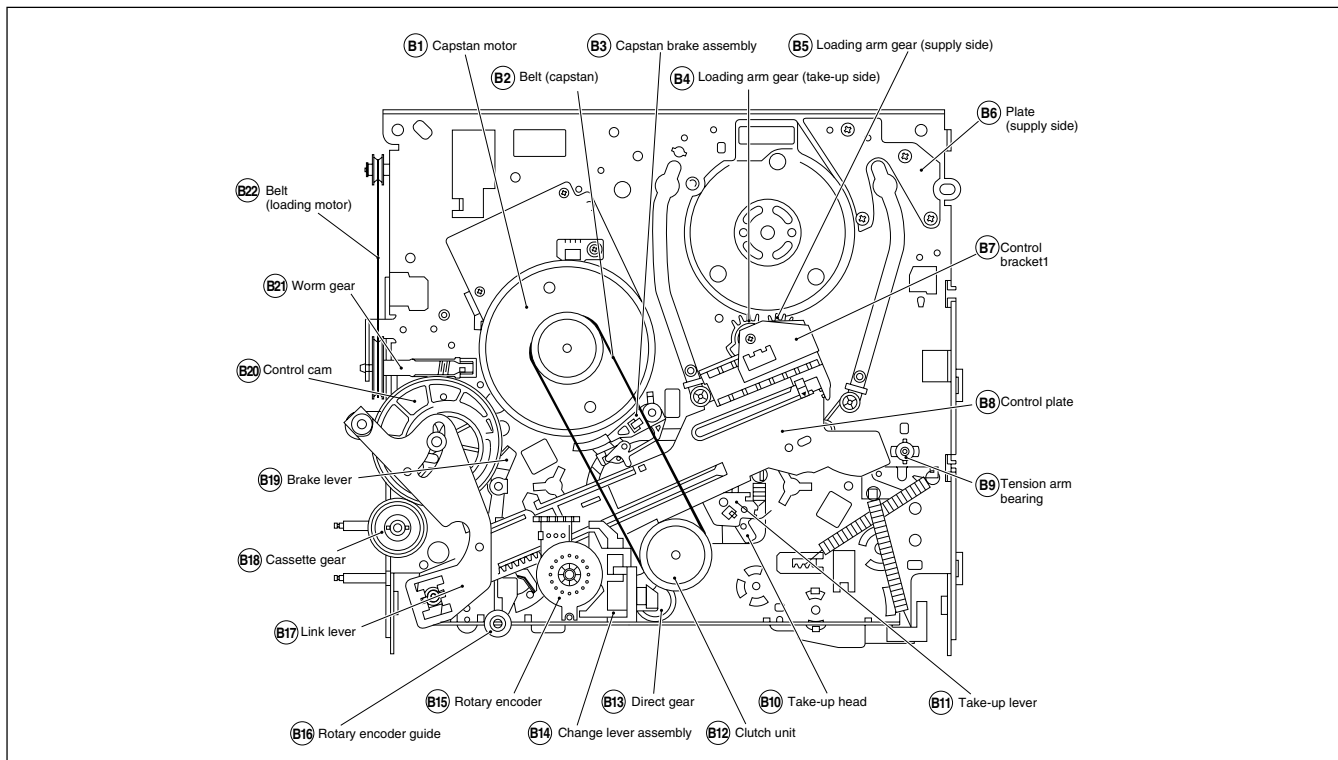 B1 Capstan motor
B2 Belt (capstan)
B3 Capstan brake assembly
B4 Loading arm gear (take-up side)
B5 Loading arm gear (supply side)
B6 Plate
(supply side)
B7 Control
bracket1
B8 Control plate
B9 Tension arm
bearing
B10 Take-up head
B11 Take-up lever
B12 Clutch unit
B13 Direct gear
B14 Change lever assembly
B15 Rotary encoder
B16 Rotary encoder guide
B17 Link lever
B18 Cassette gear
B19 Brake lever
B20 Control cam
B21 Worm gear
B22 Belt
(loading motor)